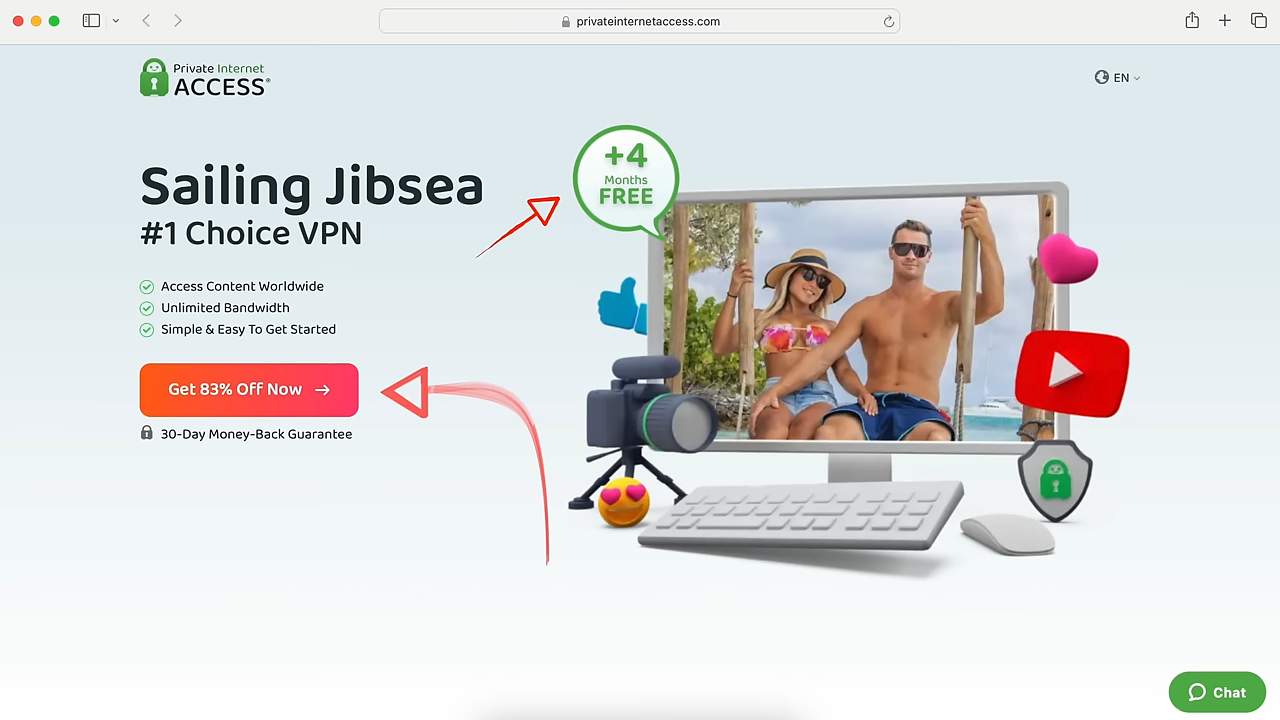 privateinternetaccess.com
Private Internet
ACCESS®
EN
Sailing Jibsea
#1 Choice VPN
+4
Months
FREE
Access Content Worldwide
Unlimited Bandwidth
Simple & Easy To Get Started
Get 83% Off Now
30-Day Money-Back Guarantee
Chat